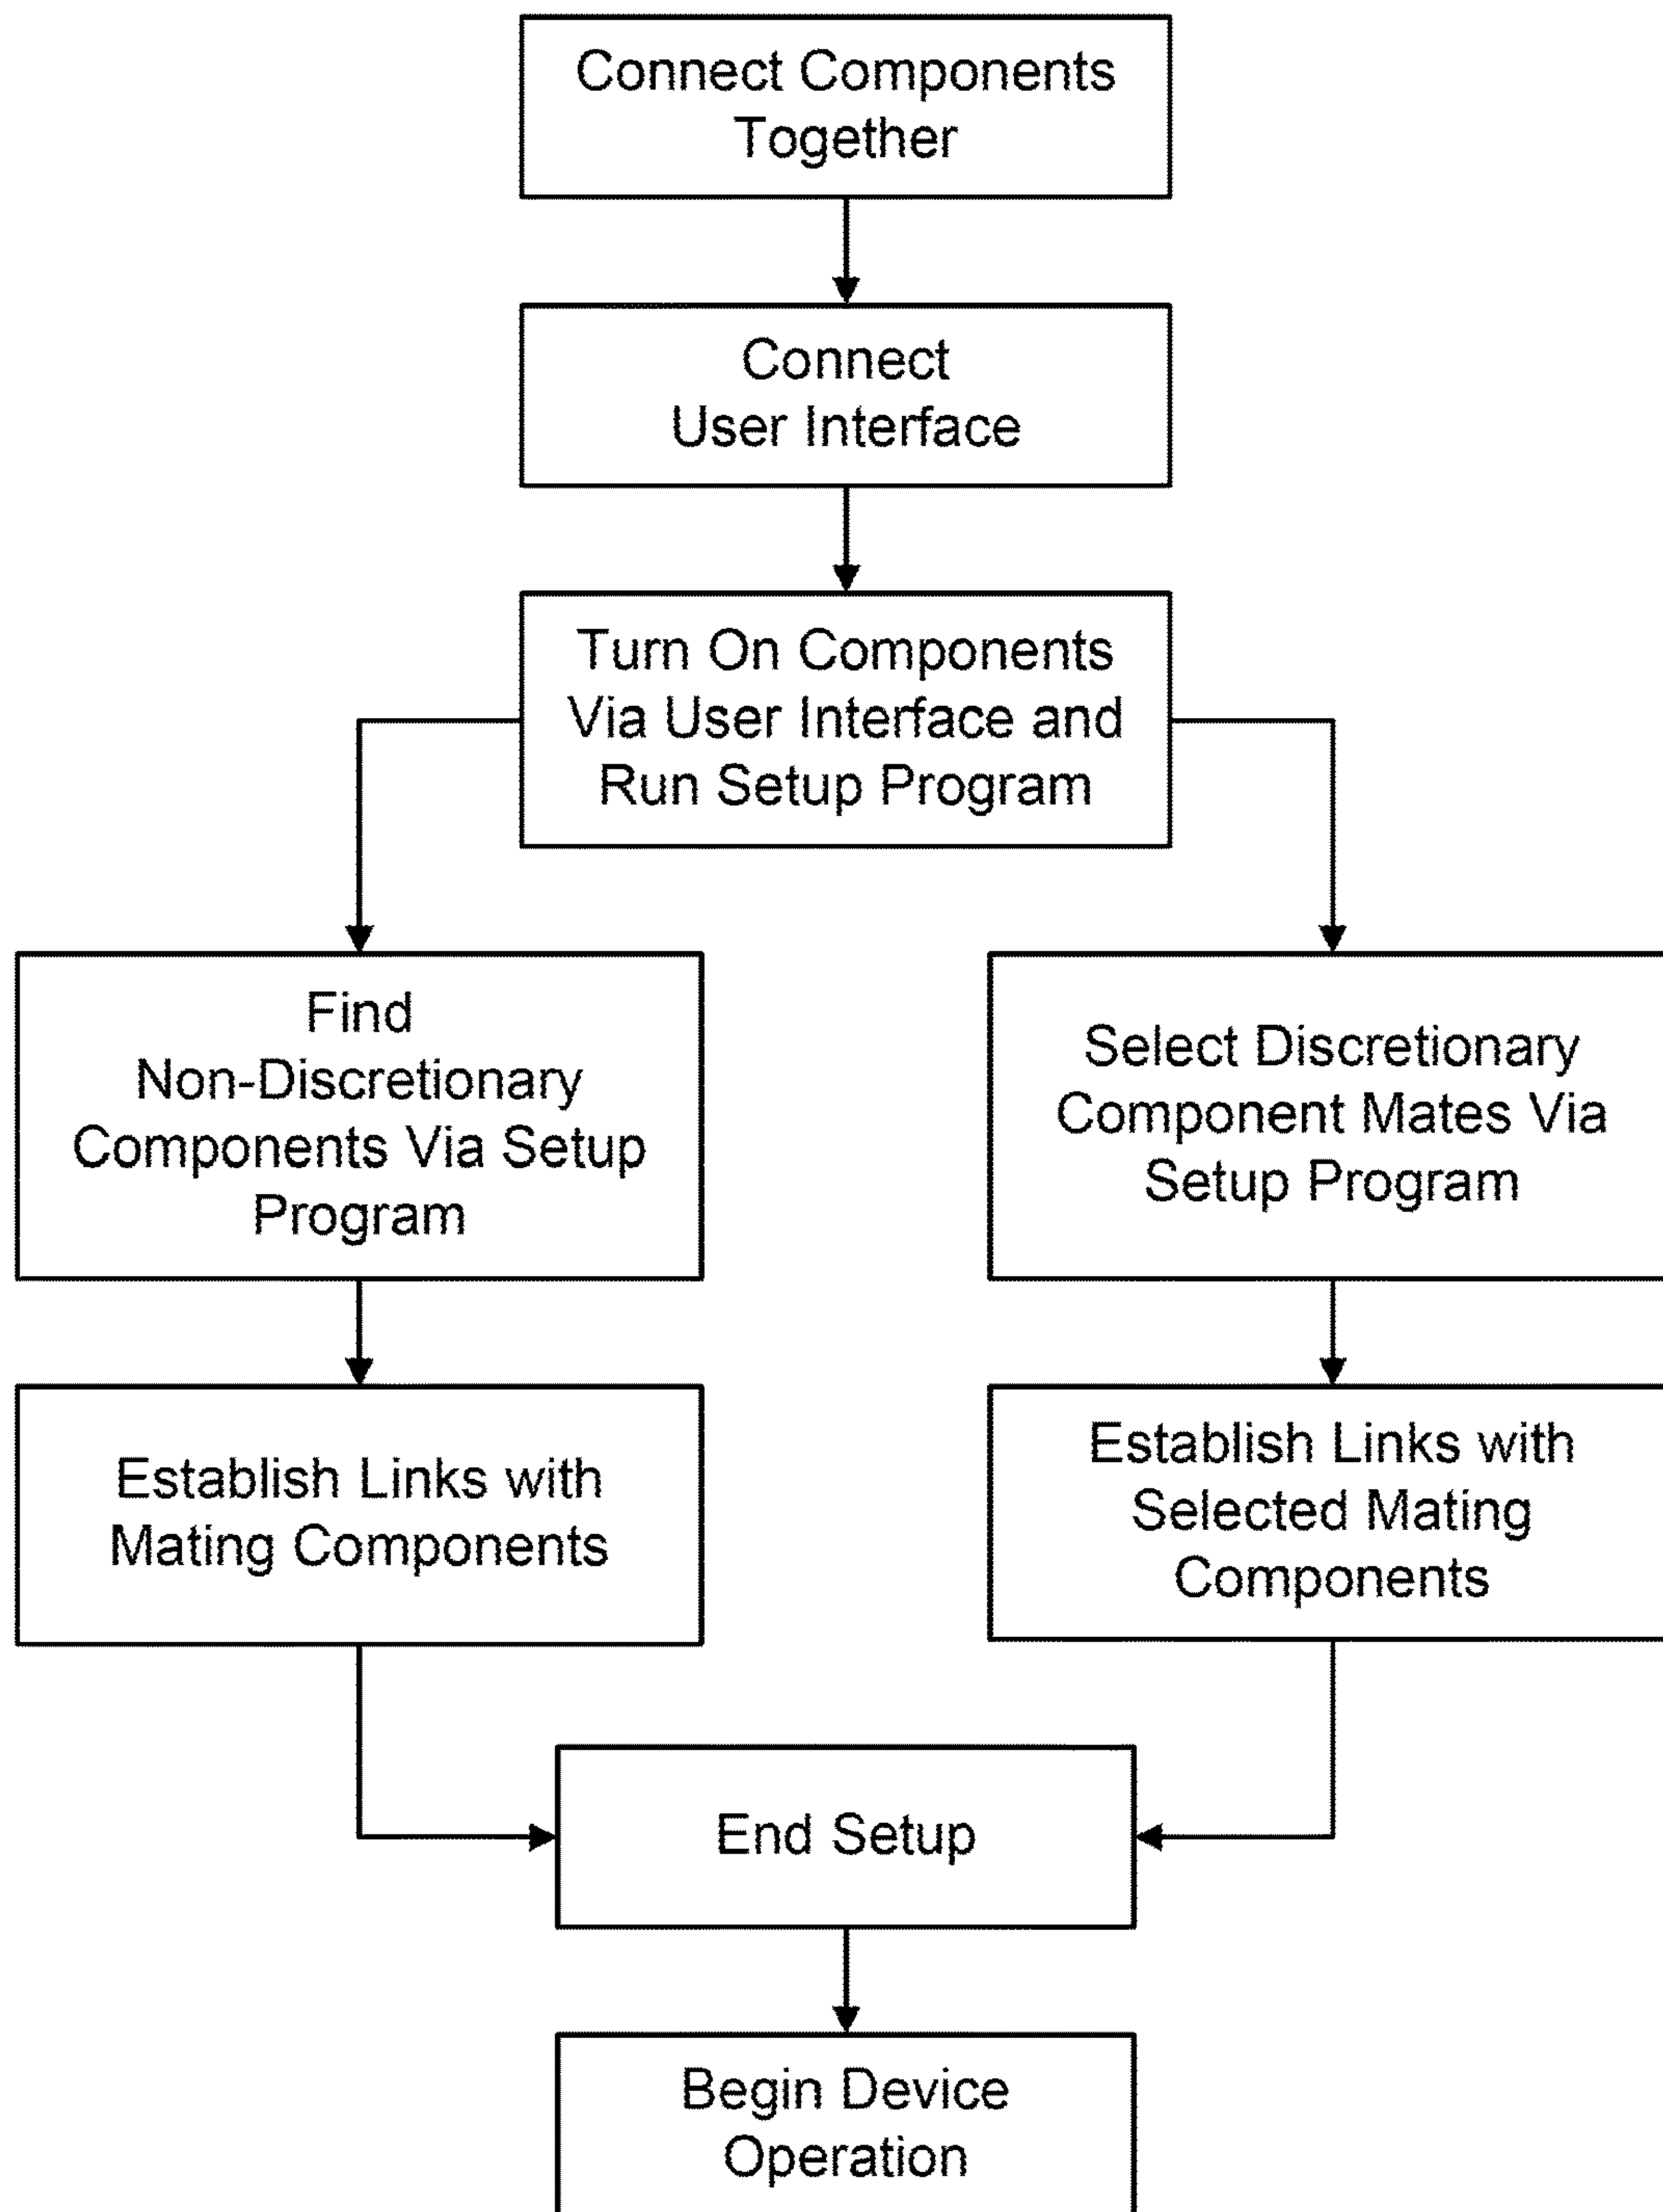 Connect Components
Together
Connect
User Interface
Turn On Components
Via User Interface and
Run Setup Program
Find
Non-Discretionary
Components Via Setup
Program
Select Discretionary
Component Mates Via
Setup Program
Establish Links with
Mating Components
Establish Links with
Selected Mating
Components
End Setup
Begin Device
Operation